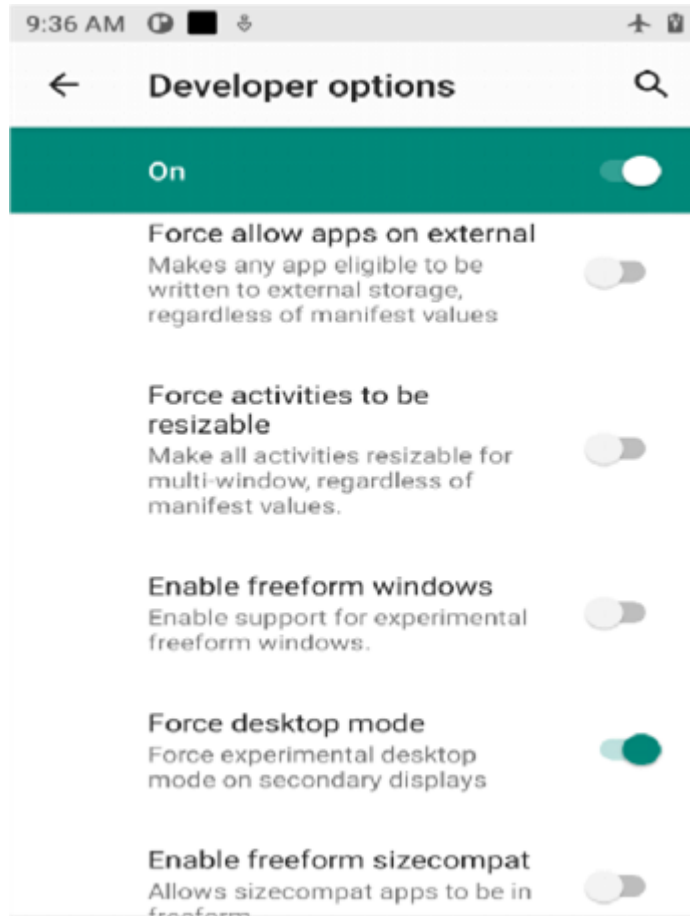 9:36 AM
Developer options
On
Force allow apps on external
Makes any app eligible to be
written to external storage,
regardless of manifest values
Force activities to be
resizable
Make all activities resizable for
multi-window, regardless of
manifest values.
Enable freeform windows
Enable support for experimental
freeform windows.
Force desktop mode
Force experimental desktop
mode on secondary displays
Enable freeform sizecompat
Allows sizecompat apps to be in
freeform